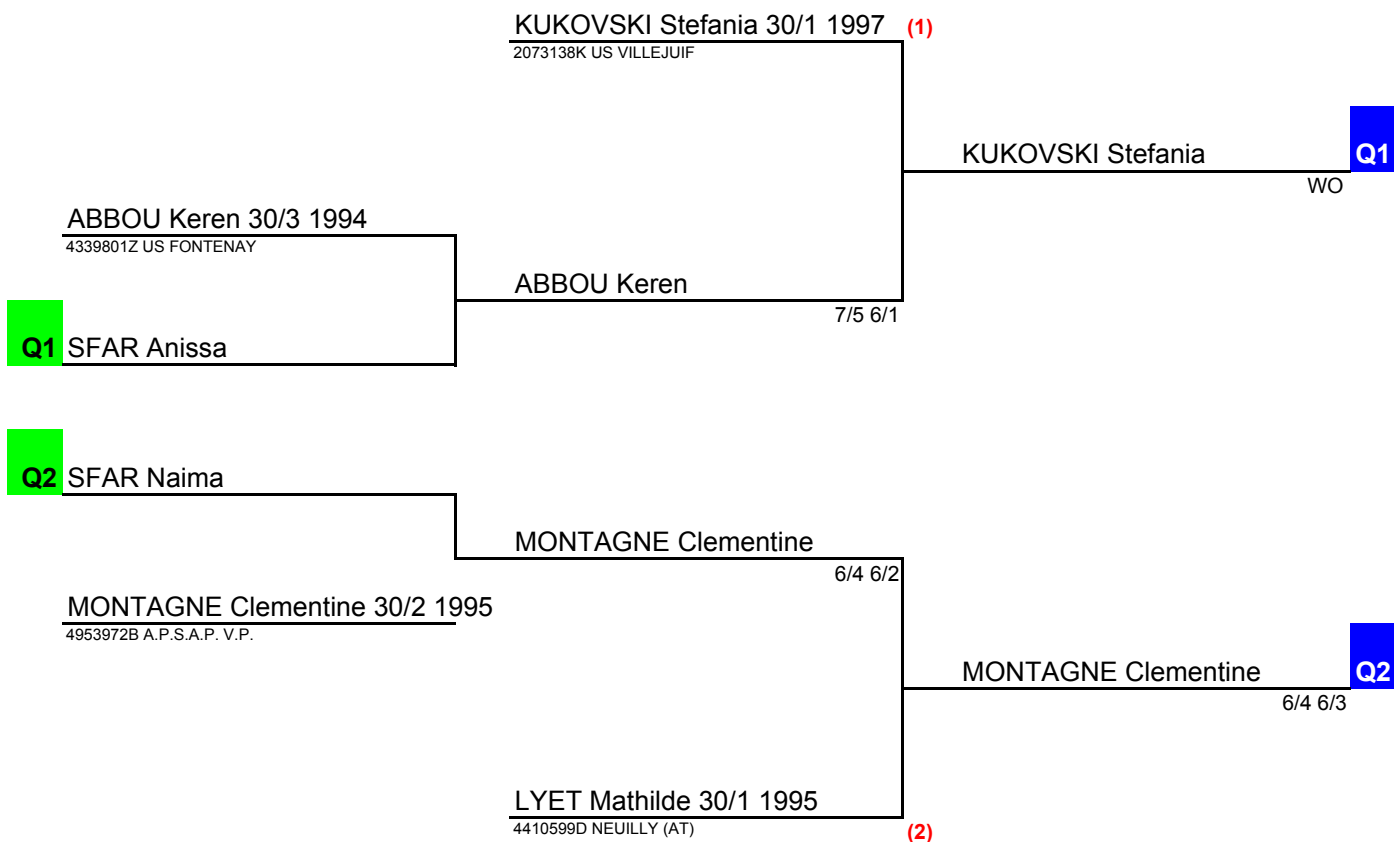 KUKOVSKI Stefania 30/1 1997 (1)
2073138K US VILLEJUIF
KUKOVSKI Stefania Q1
WO
ABBOU Keren 30/3 1994
4339801Z US FONTENAY
ABBOU Keren
7/5 6/1
Q1 SFAR Anissa
Q2 SFAR Naima
MONTAGNE Clementine
6/4 6/2
MONTAGNE Clementine 30/2 1995
4953972B A.P.S.A.P. V.P.
MONTAGNE Clementine Q2
6/4 6/3
LYET Mathilde 30/1 1995
4410599D NEUILLY (AT) (2)